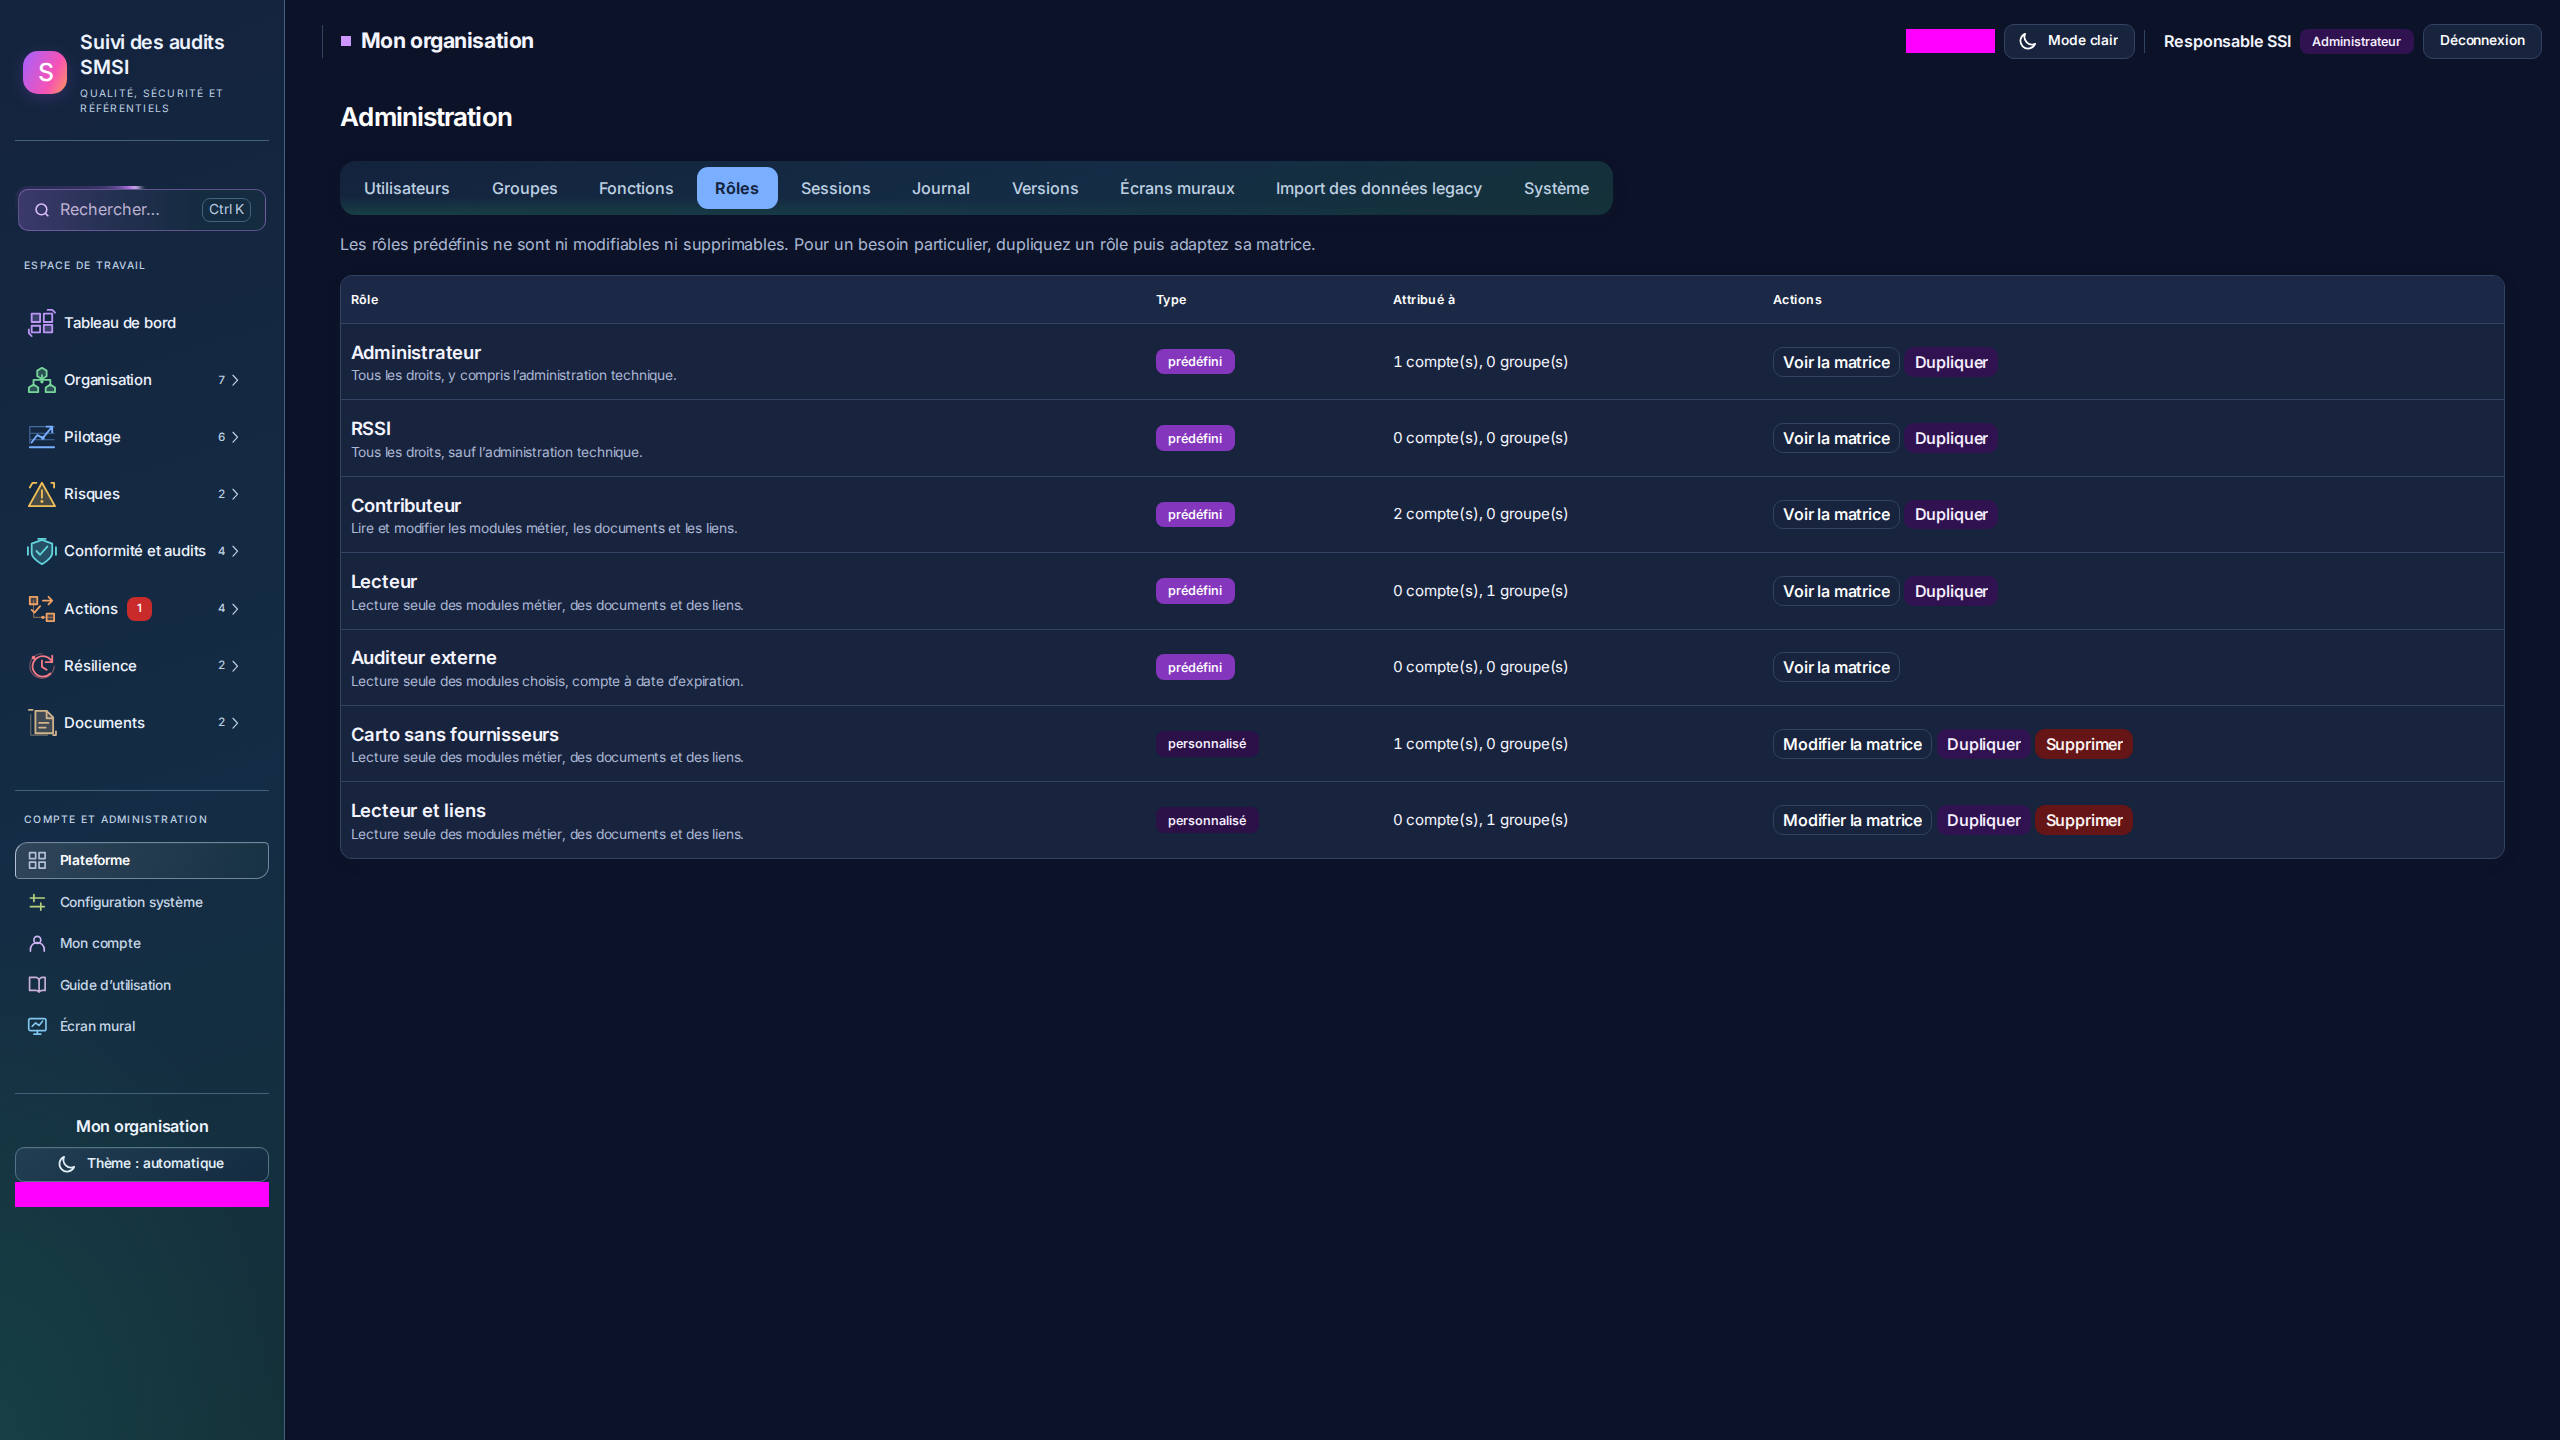 Suivi des audits
SMSI
QUALITÉ, SÉCURITÉ ET
RÉFÉRENTIELS
S
Rechercher...
Ctrl K
ESPACE DE TRAVAIL
Tableau de bord
Organisation 7
Pilotage 6
Risques 2
Conformité et audits 4
Actions 1 4
Résilience 2
Documents 2
COMPTE ET ADMINISTRATION
Plateforme
Configuration système
Mon compte
Guide d’utilisation
Écran mural
Mon organisation
Thème : automatique
Mon organisation
Mode clair
Responsable SSI
Administrateur
Déconnexion
Administration
Utilisateurs Groupes Fonctions Rôles Sessions Journal Versions Écrans muraux Import des données legacy Système
Les rôles prédéfinis ne sont ni modifiables ni supprimables. Pour un besoin particulier, dupliquez un rôle puis adaptez sa matrice.
Rôle Type Attribué à Actions
Administrateur
Tous les droits, y compris l’administration technique.
prédéfini 1 compte(s), 0 groupe(s) Voir la matrice Dupliquer
RSSI
Tous les droits, sauf l’administration technique.
prédéfini 0 compte(s), 0 groupe(s) Voir la matrice Dupliquer
Contributeur
Lire et modifier les modules métier, les documents et les liens.
prédéfini 2 compte(s), 0 groupe(s) Voir la matrice Dupliquer
Lecteur
Lecture seule des modules métier, des documents et des liens.
prédéfini 0 compte(s), 1 groupe(s) Voir la matrice Dupliquer
Auditeur externe
Lecture seule des modules choisis, compte à date d’expiration.
prédéfini 0 compte(s), 0 groupe(s) Voir la matrice
Carto sans fournisseurs
Lecture seule des modules métier, des documents et des liens.
personnalisé 1 compte(s), 0 groupe(s) Modifier la matrice Dupliquer Supprimer
Lecteur et liens
Lecture seule des modules métier, des documents et des liens.
personnalisé 0 compte(s), 1 groupe(s) Modifier la matrice Dupliquer Supprimer